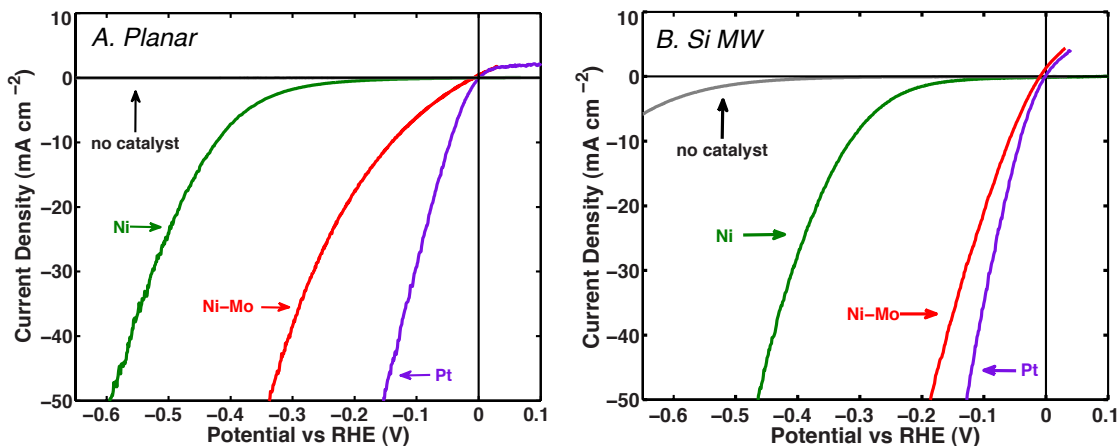 A. Planar
10
0
−10
−20
−30
−40
−50
Current Density (mA cm −2)
no catalyst
Ni
Ni−Mo
Pt
−0.6 −0.5 −0.4 −0.3 −0.2 −0.1 0 0.1
Potential vs RHE (V)
B. Si MW
10
0
−10
−20
−30
−40
−50
Current Density (mA cm −2)
no catalyst
Ni
Ni−Mo
Pt
−0.6 −0.5 −0.4 −0.3 −0.2 −0.1 0 0.1
Potential vs RHE (V)